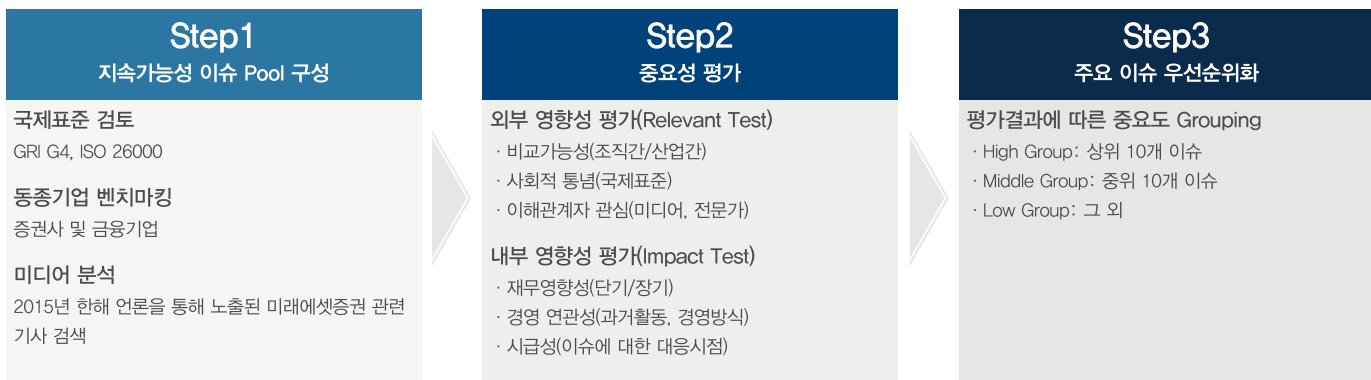 Step1
지속가능성 이슈 Pool 구성
국제표준 검토
GRI G4, ISO 26000
동종기업 벤치마킹
증권사 및 금융기업
미디어 분석
2015년 한해 언론을 통해 노출된 미래에셋증권 관련
기사 검색
Step2
중요성 평가
외부 영향성 평가(Relevant Test)
· 비교가능성(조직간/산업간)
· 사회적 통념(국제표준)
· 이해관계자 관심(미디어, 전문가)
내부 영향성 평가(Impact Test)
· 재무영향성(단기/장기)
· 경영 연관성(과거활동, 경영방식)
· 시급성(이슈에 대한 대응시점)
Step3
주요 이슈 우선순위화
평가결과에 따른 중요도 Grouping
· High Group: 상위 10개 이슈
· Middle Group: 중위 10개 이슈
· Low Group: 그 외